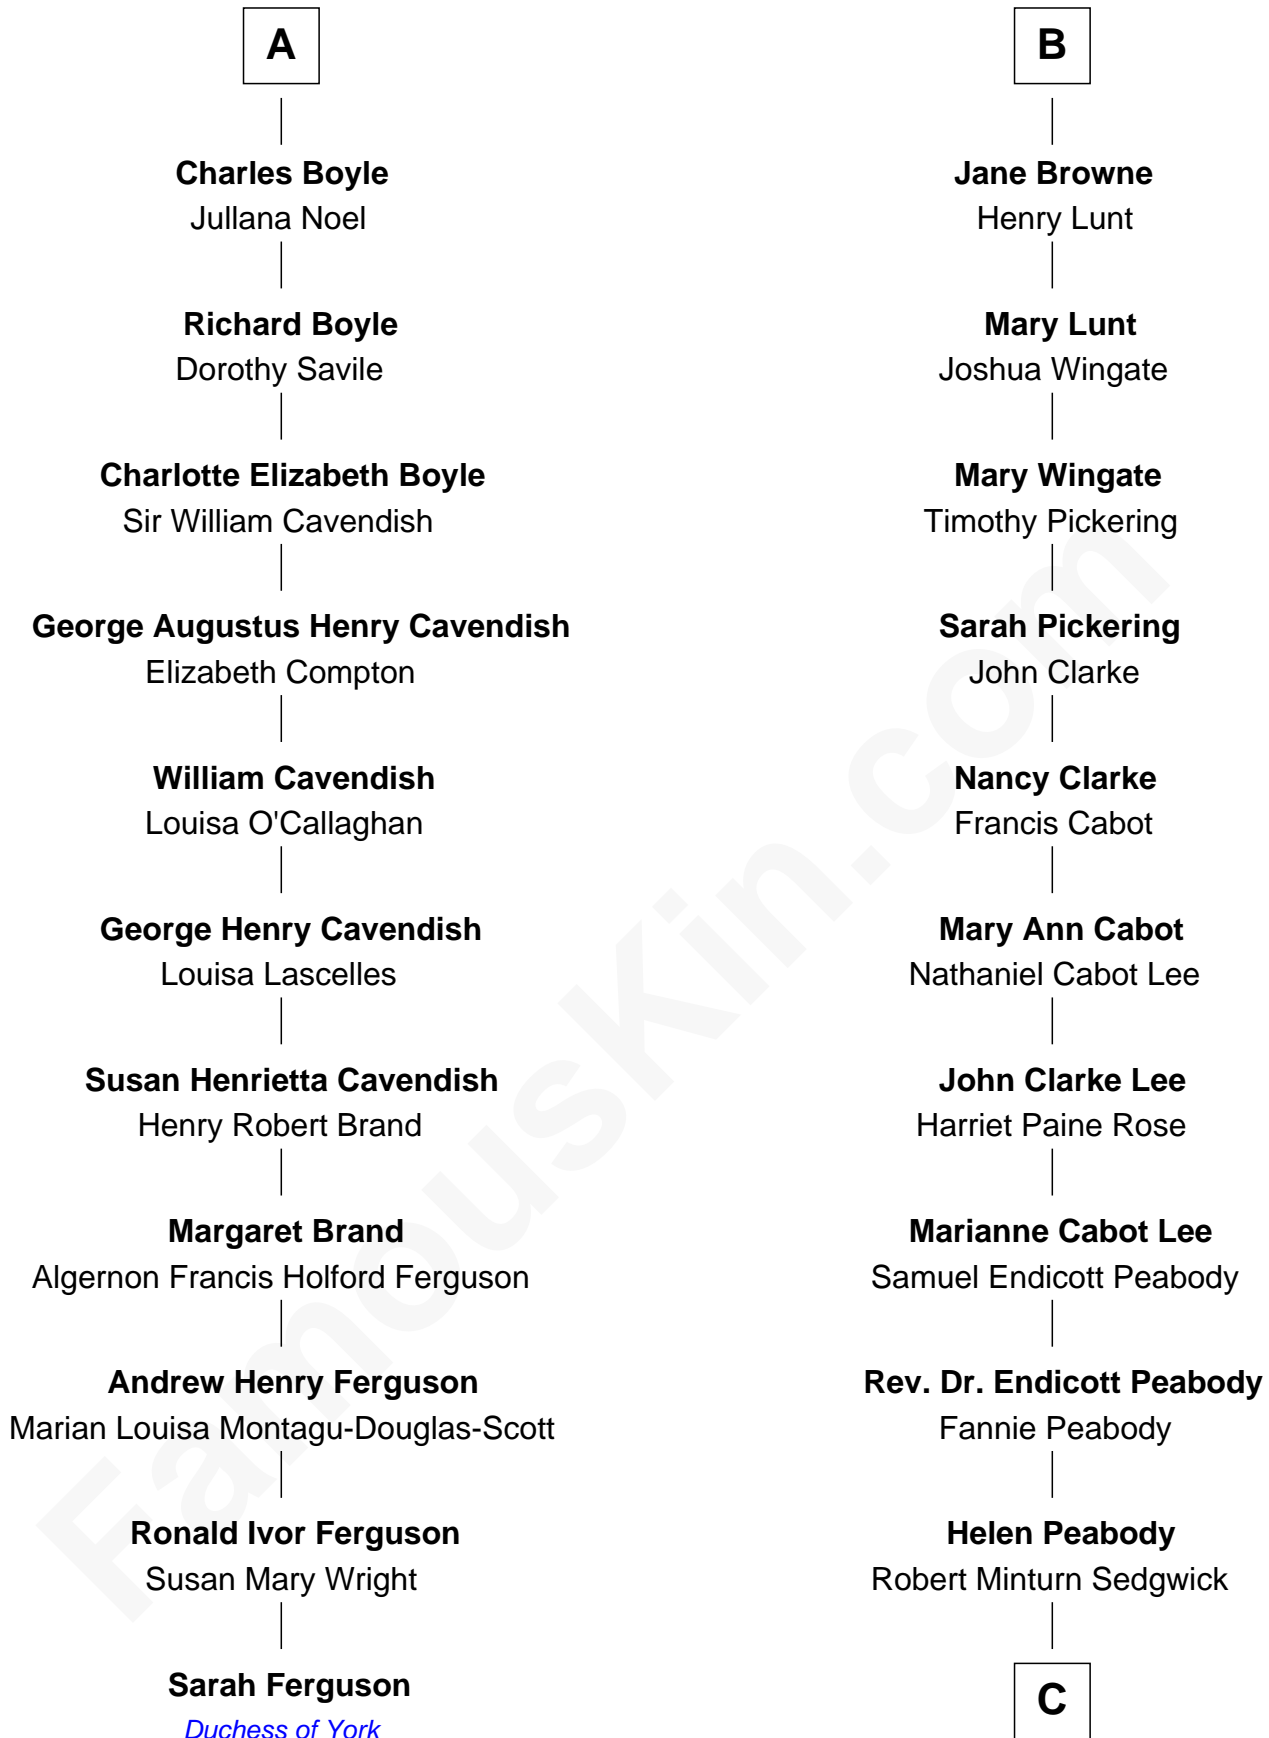 A
Charles Boyle
Jullana Noel
Richard Boyle
Dorothy Savile
Charlotte Elizabeth Boyle
Sir William Cavendish
George Augustus Henry Cavendish
Elizabeth Compton
William Cavendish
Louisa O'Callaghan
George Henry Cavendish
Louisa Lascelles
Susan Henrietta Cavendish
Henry Robert Brand
Margaret Brand
Algernon Francis Holford Ferguson
Andrew Henry Ferguson
Marian Louisa Montagu-Douglas-Scott
Ronald Ivor Ferguson
Susan Mary Wright
Sarah Ferguson
Duchess of York
B
Jane Browne
Henry Lunt
Mary Lunt
Joshua Wingate
Mary Wingate
Timothy Pickering
Sarah Pickering
John Clarke
Nancy Clarke
Francis Cabot
Mary Ann Cabot
Nathaniel Cabot Lee
John Clarke Lee
Harriet Paine Rose
Marianne Cabot Lee
Samuel Endicott Peabody
Rev. Dr. Endicott Peabody
Fannie Peabody
Helen Peabody
Robert Minturn Sedgwick
C
FamousKin.com